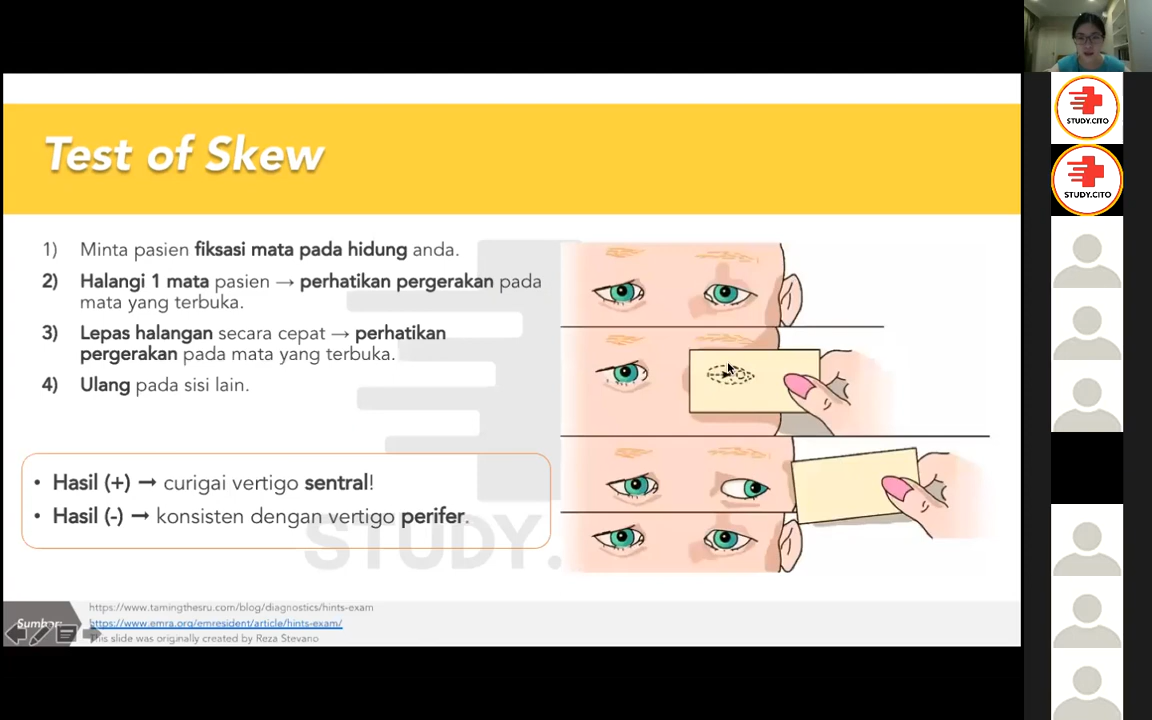 Test of Skew
1) Minta pasien fiksasi mata pada hidung anda.
2) Halangi 1 mata pasien → perhatikan pergerakan pada
mata yang terbuka.
3) Lepas halangan secara cepat → perhatikan
pergerakan pada mata yang terbuka.
4) Ulang pada sisi lain.
• Hasil (+) → curigai vertigo sentral!
• Hasil (-) → konsisten dengan vertigo perifer.
STUDY.
Sumber:
https://www.tamingthesru.com/blog/diagnostics/hints-exam
https://www.emra.org/emresident/article/hints-exam/
This slide was originally created by Reza Stevano
STUDY.CITO
STUDY.CITO